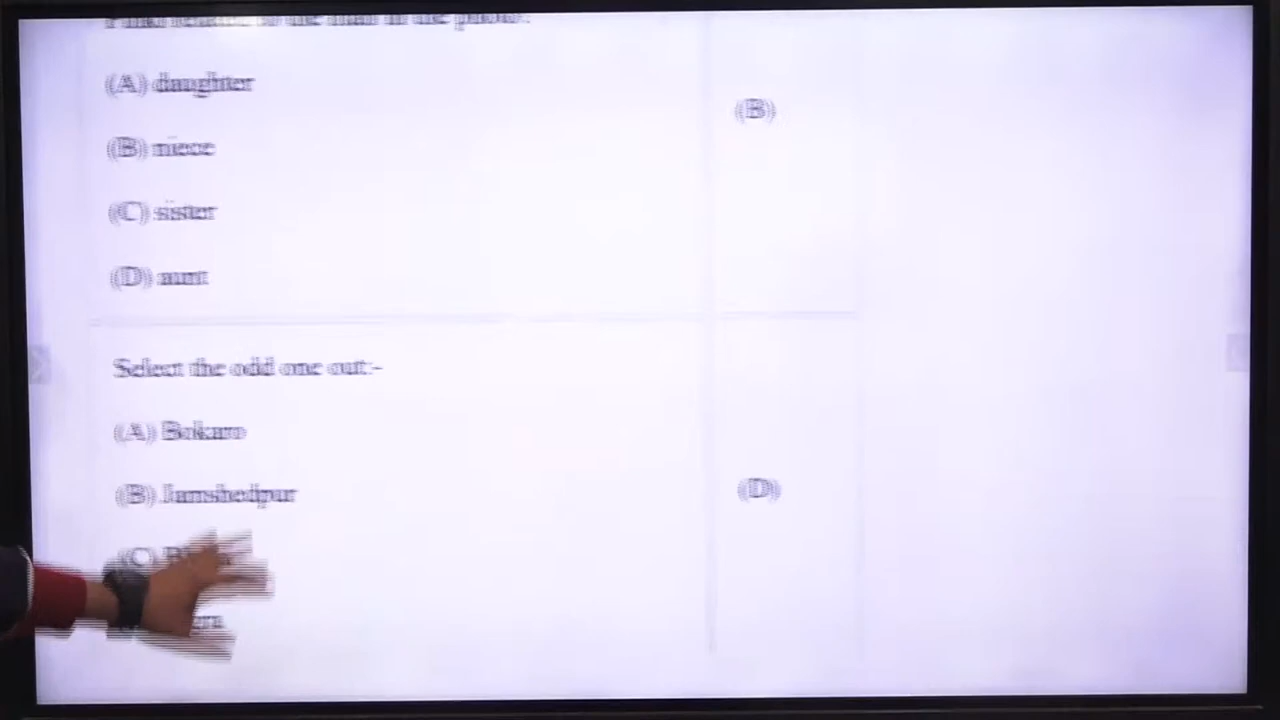 (A) daughter
(B) niece
(C) sister
(D) aunt
(B)
Select the odd one out:-
(A) Bokaro
(B) Jamshedpur
(C)
(D)